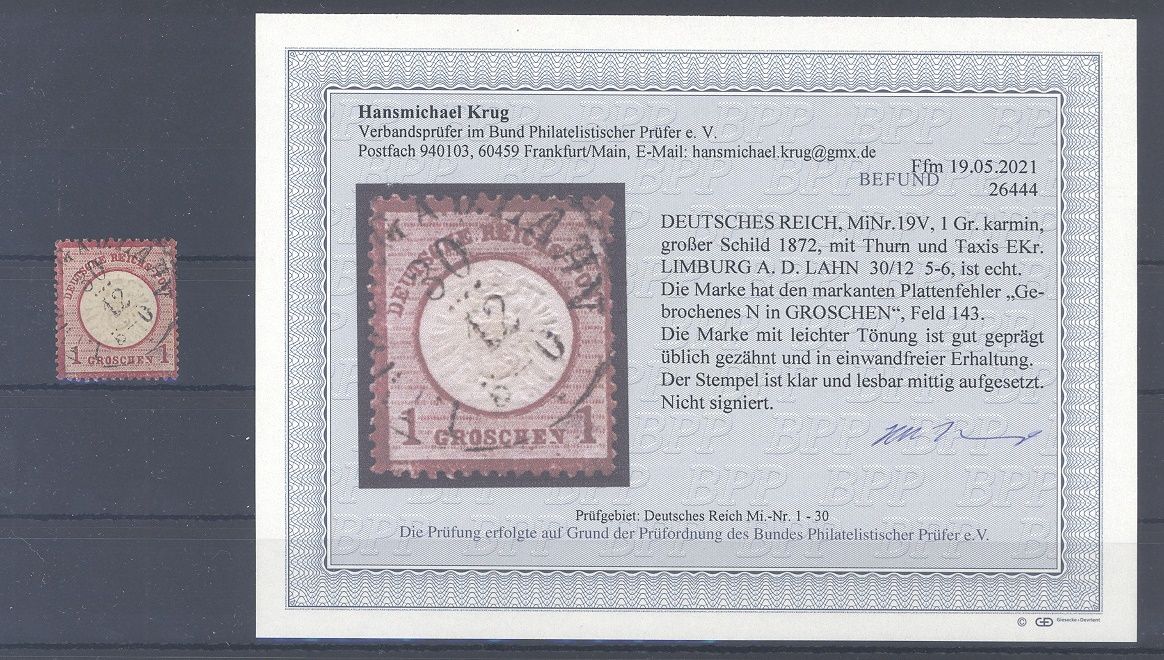 Hansmichael Krug
Verbandsprüfer im Bund Philatelistischer Prüfer e. V.
Postfach 940103, 60459 Frankfurt/Main, E-Mail: hansmichael.krug@gmx.de
Ffm 19.05.2021
BEFUND
26444
DEUTSCHES REICH, MiNr.19V, 1 Gr. karmin,
großer Schild 1872, mit Thurn und Taxis EKr.
LIMBURG A. D. LAHN 30/12 5-6, ist echt.
Die Marke hat den markanten Plattenfehler „Ge-
brochenes N in GROSCHEN“, Feld 143.
Die Marke mit leichter Tönung ist gut geprägt
üblich gezähnt und in einwandfreier Erhaltung.
Der Stempel ist klar und lesbar mittig aufgesetzt.
Nicht signiert.
1 GROSCHEN 1
1 GROSCHEN 1
Prüfgebiet: Deutsches Reich Mi.-Nr. 1 - 30
Die Prüfung erfolgte auf Grund der Prüfordnung des Bundes Philatelistischer Prüfer e.V.
© GD Giesecke+Devrient